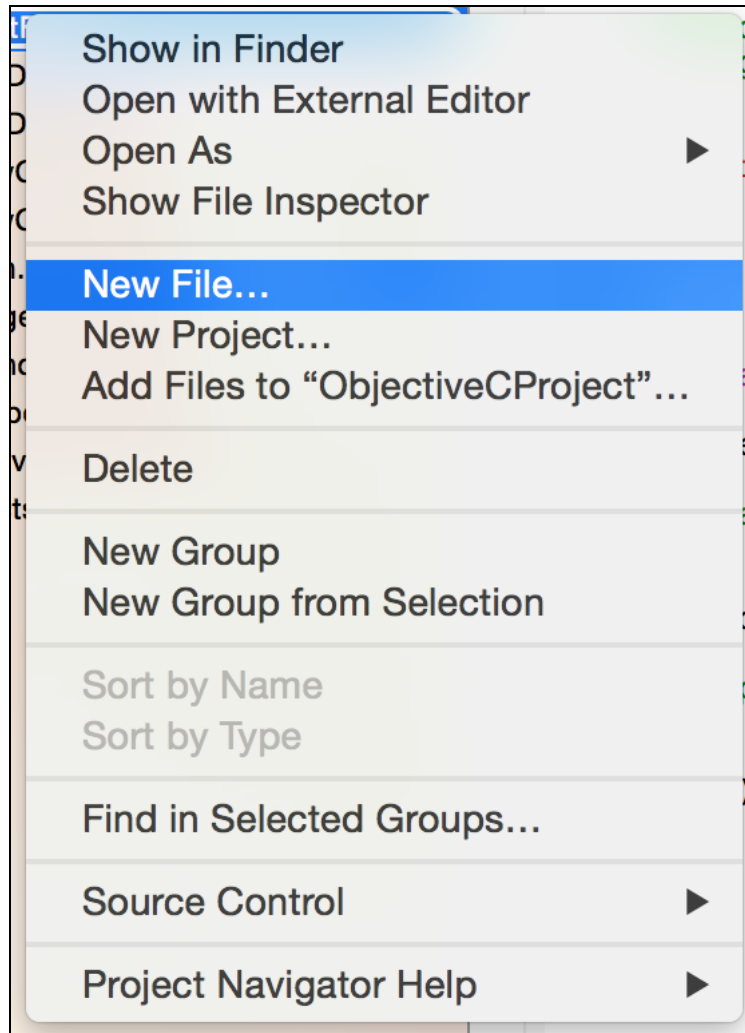 Show in Finder
Open with External Editor
Open As
Show File Inspector
New File...
New Project...
Add Files to “ObjectiveCProject”...
Delete
New Group
New Group from Selection
Sort by Name
Sort by Type
Find in Selected Groups...
Source Control
Project Navigator Help